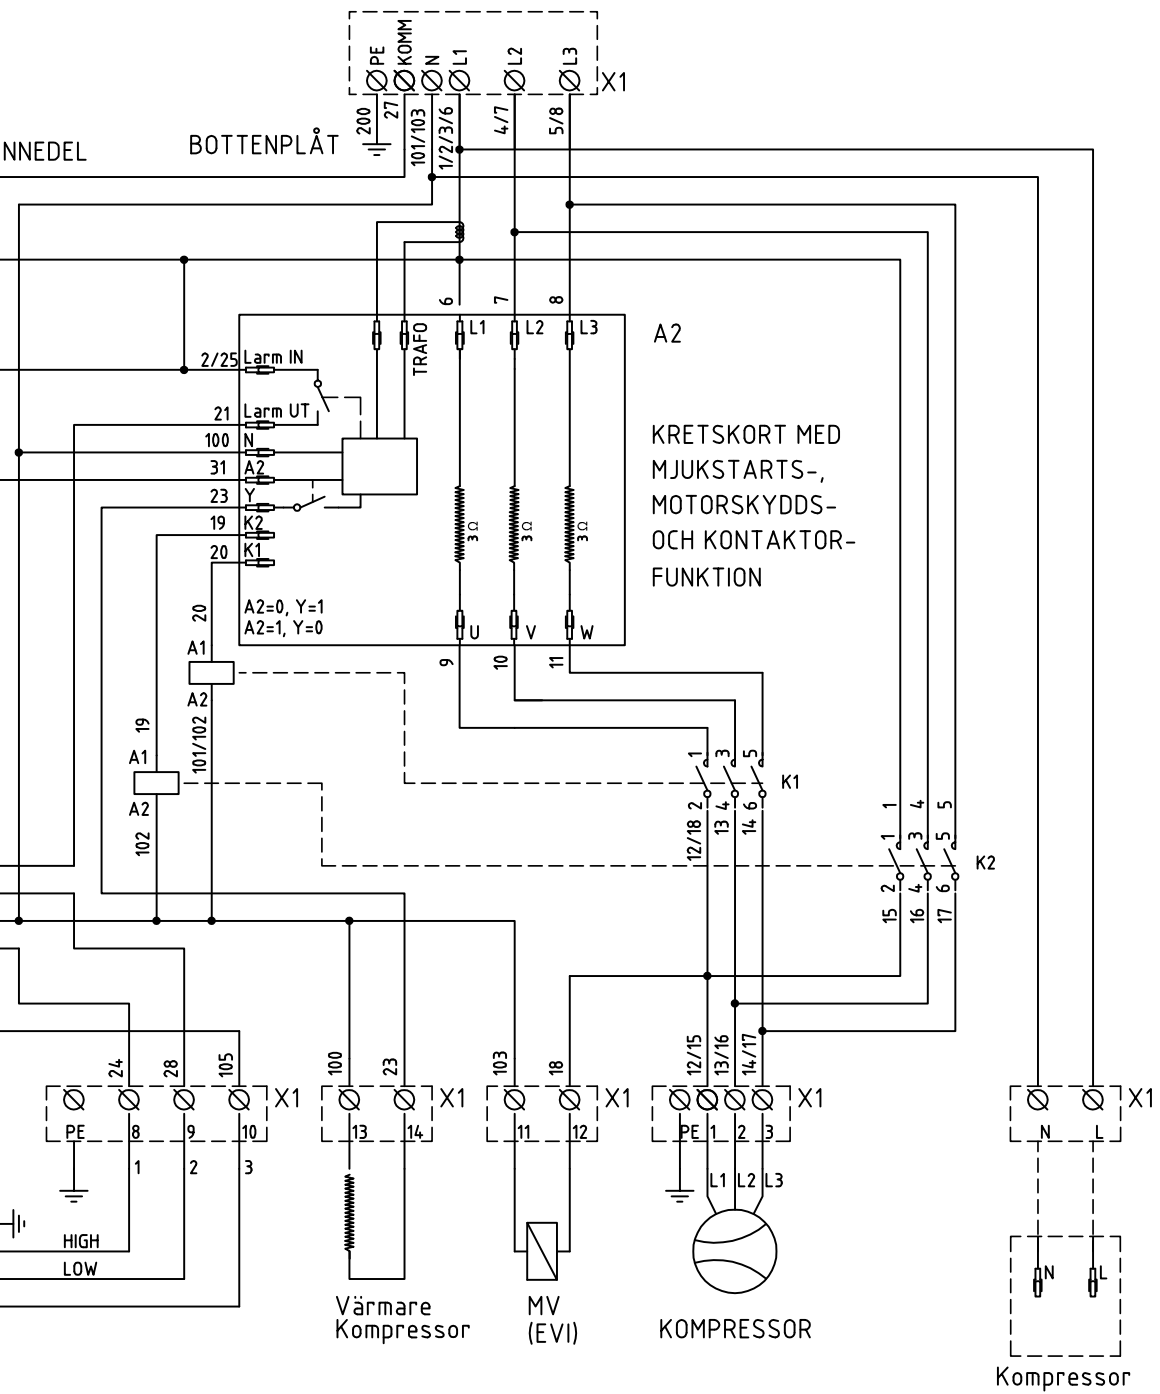 PE
KOMM
N
L1
L2
L3
X1
200
27
101/103
1/2/3/6
4/7
5/8
NNEDEL
BOTTENPLÅT
6
7
8
TRAFO
L1
L2
L3
A2
2/25
Larm IN
21
Larm UT
100
N
31
A2
23
Y
19
K2
20
K1
3 Ω
3 Ω
3 Ω
KRETSKORT MED
MJUKSTARTS-,
MOTORSKYDDS-
OCH KONTAKTOR-
FUNKTION
A2=0, Y=1
A2=1, Y=0
U
V
W
20
A1
A2
101/102
9
10
11
19
A1
A2
102
1
3
5
K1
2
4
6
12/18
13
14
1
4
5
1
3
5
K2
2
4
6
15
16
17
24
28
105
X1
PE
8
9
10
1
2
3
HIGH
LOW
100
23
X1
13
14
Värmare
Kompressor
103
18
X1
11
12
MV
(EVI)
12/15
13/16
14/17
X1
PE
1
2
3
L1
L2
L3
KOMPRESSOR
X1
N
L
N
L
Kompressor